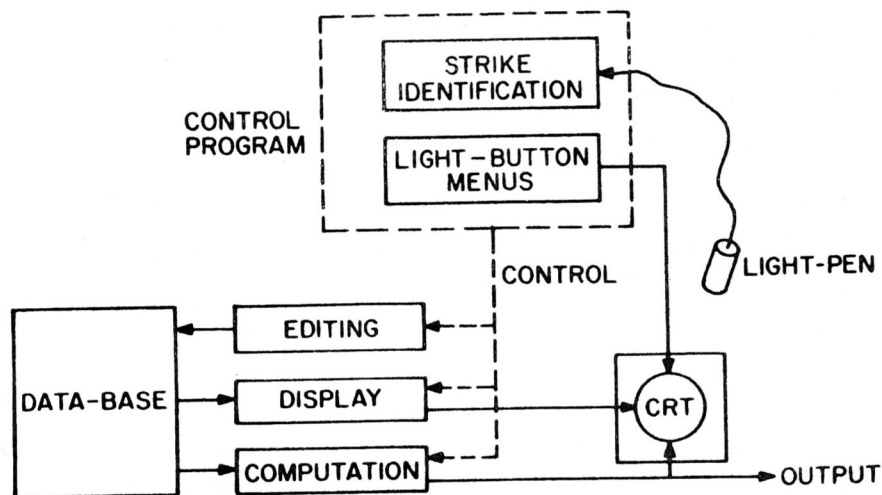 STRIKE
IDENTIFICATION
CONTROL
PROGRAM
LIGHT-BUTTON
MENUS
LIGHT-PEN
CONTROL
EDITING
DATA-BASE
DISPLAY
CRT
COMPUTATION
OUTPUT